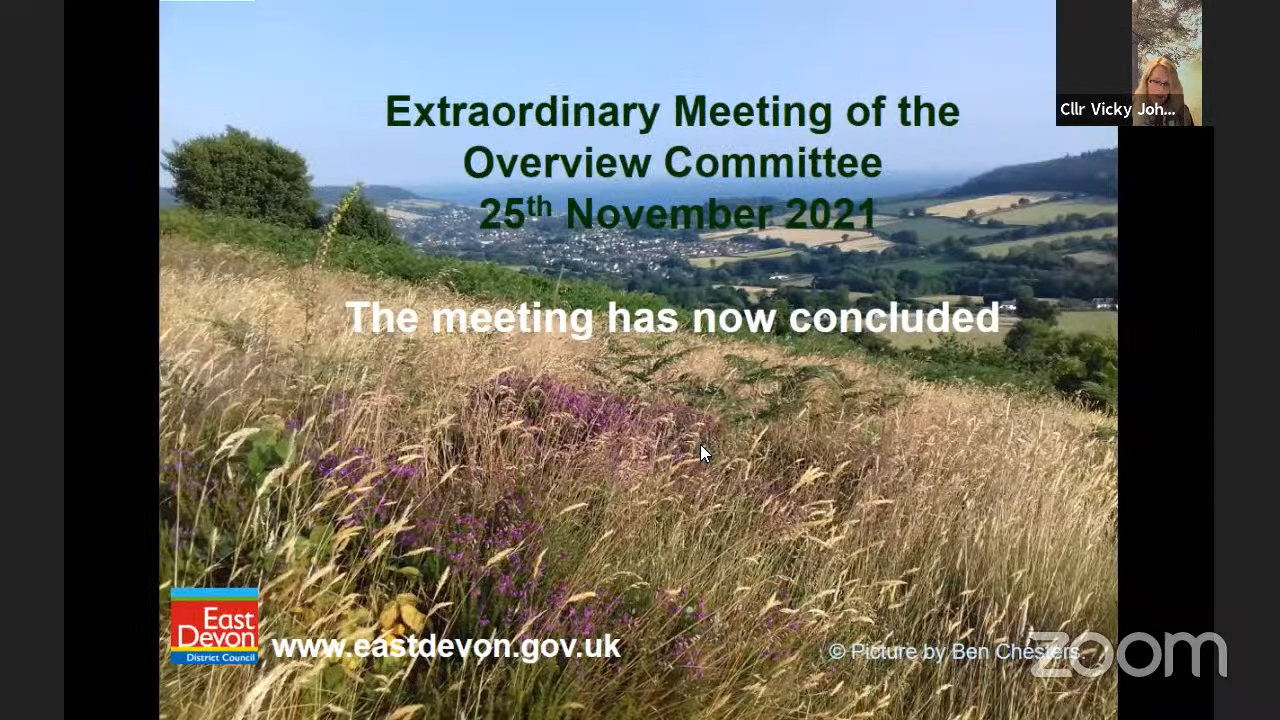 Extraordinary Meeting of the
Overview Committee
25th November 2021
Cllr Vicky Joh...
The meeting has now concluded
East
Devon
District Council
www.eastdevon.gov.uk
© Picture by Ben Chesters
zoom